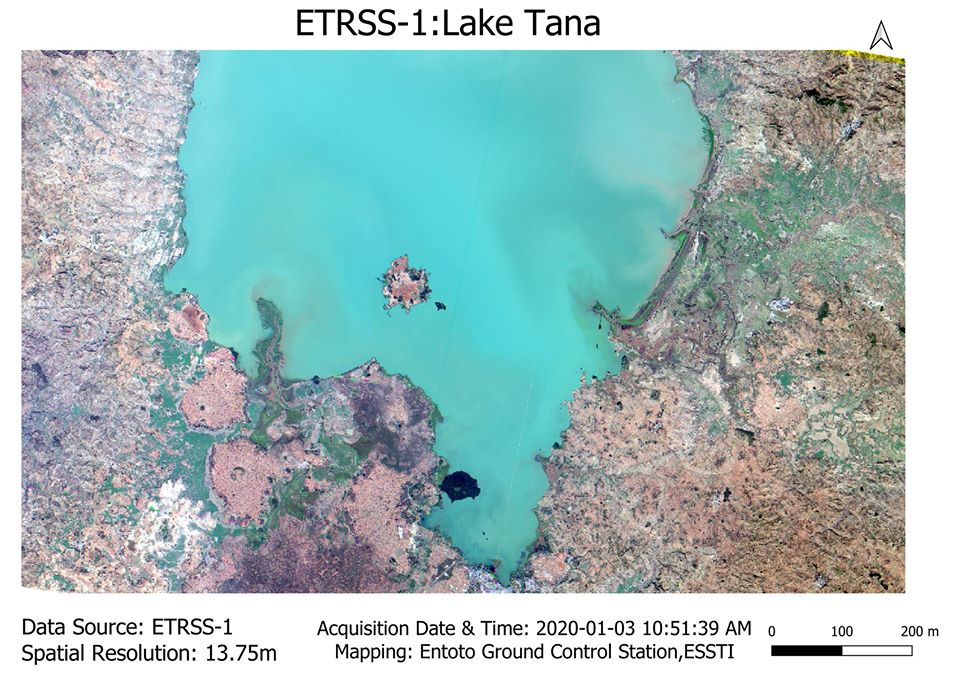 ETRSS-1:Lake Tana
Data Source: ETRSS-1
Spatial Resolution: 13.75m
Acquisition Date & Time: 2020-01-03 10:51:39 AM
Mapping: Entoto Ground Control Station,ESSTI
0 100 200 m